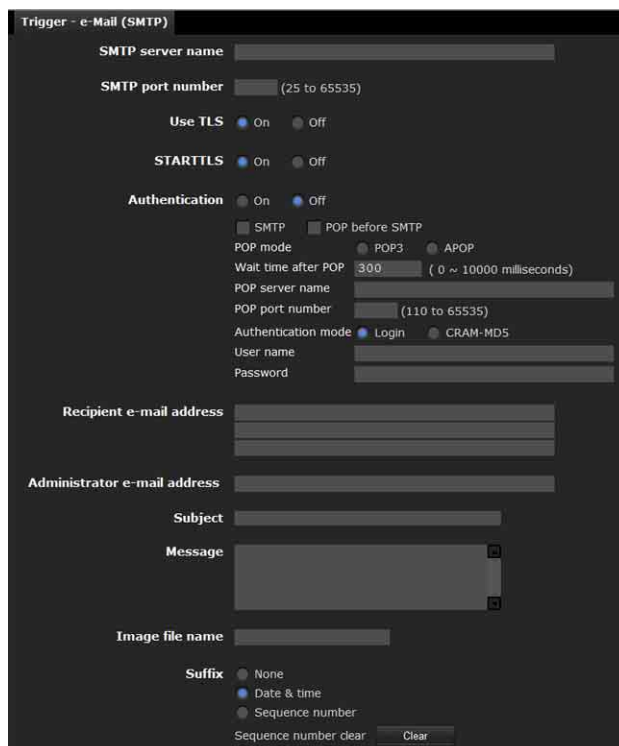 Trigger - e-Mail (SMTP)
SMTP server name
SMTP port number (25 to 65535)
Use TLS On Off
STARTTLS On Off
Authentication On Off
SMTP POP before SMTP
POP mode POP3 APOP
Wait time after POP 300 ( 0 ~ 10000 milliseconds)
POP server name
POP port number (110 to 65535)
Authentication mode Login CRAM-MD5
User name
Password
Recipient e-mail address
Administrator e-mail address
Subject
Message
Image file name
Suffix None
Date & time
Sequence number
Sequence number clear Clear